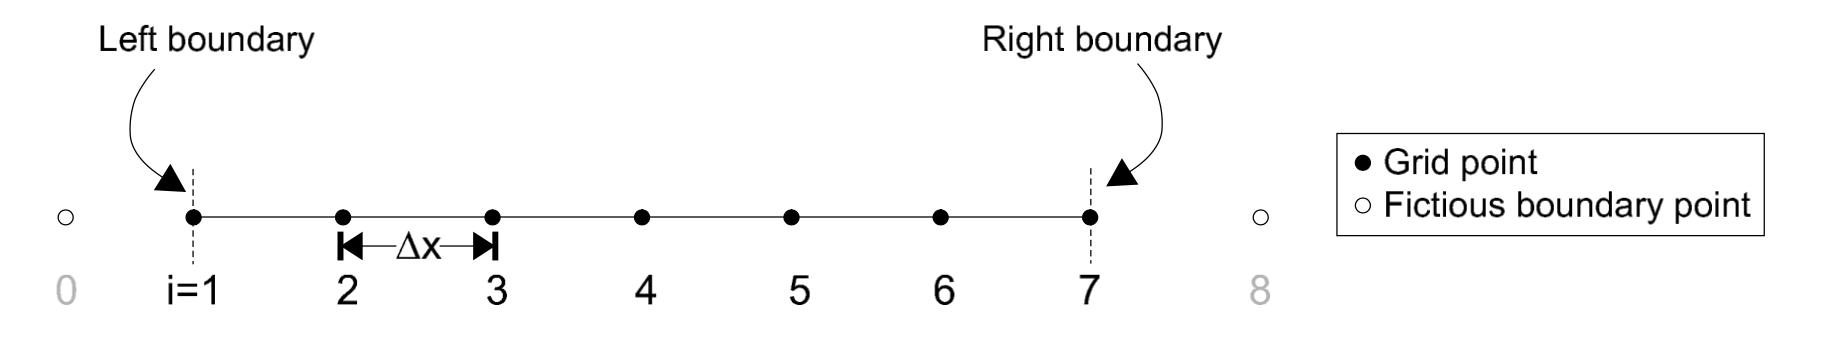 Left boundary
Right boundary
Grid point
Fictious boundary point
Δx
0 i=1 2 3 4 5 6 7 8